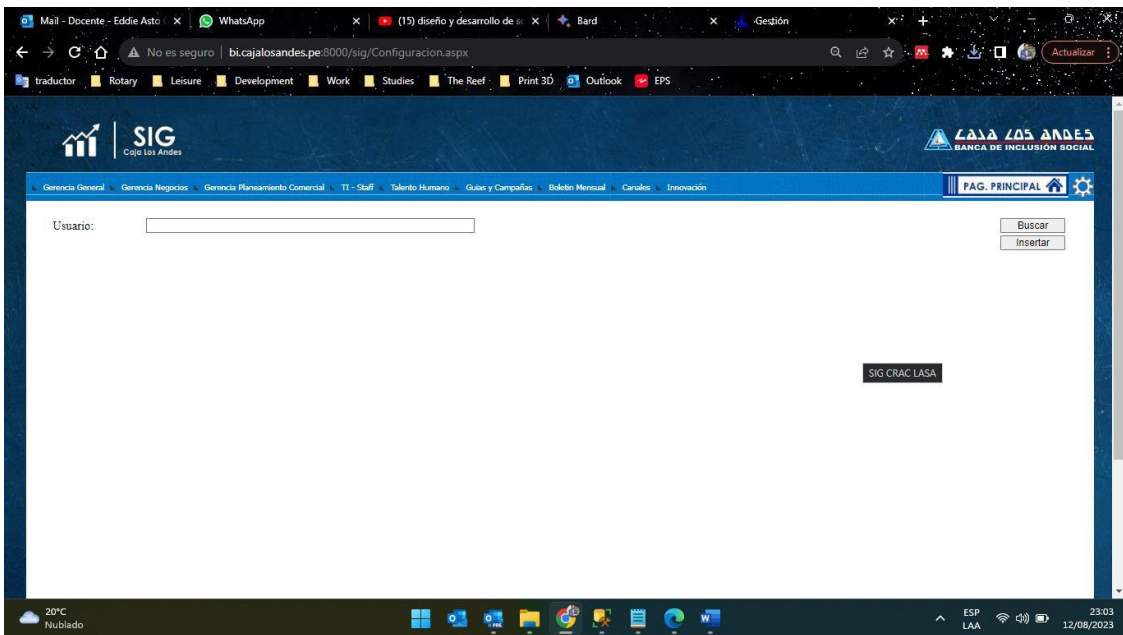 Mail - Docente - Eddie Asto
WhatsApp
(15) diseño y desarrollo de s
Bard
Gestión
No es seguro | bi.cajalosandes.pe:8000/sig/Configuracion.aspx
Actualizar
traductor Rotary Leisure Development Work Studies The Reef Print 3D Outlook EPS
SIG
Caja Los Andes
CAJA LOS ANDES
BANCA DE INCLUSIÓN SOCIAL
Gerencia General Gerencia Negocios Gerencia Planeamiento Comercial TI - Staff Talento Humano Guias y Campañas Boletin Mensual Canales Innovación
PAG. PRINCIPAL
Usuario:
Buscar
Insertar
SIG CRAC LASA
20°C
Nublado
ESP
LAA
23:03
12/08/2023